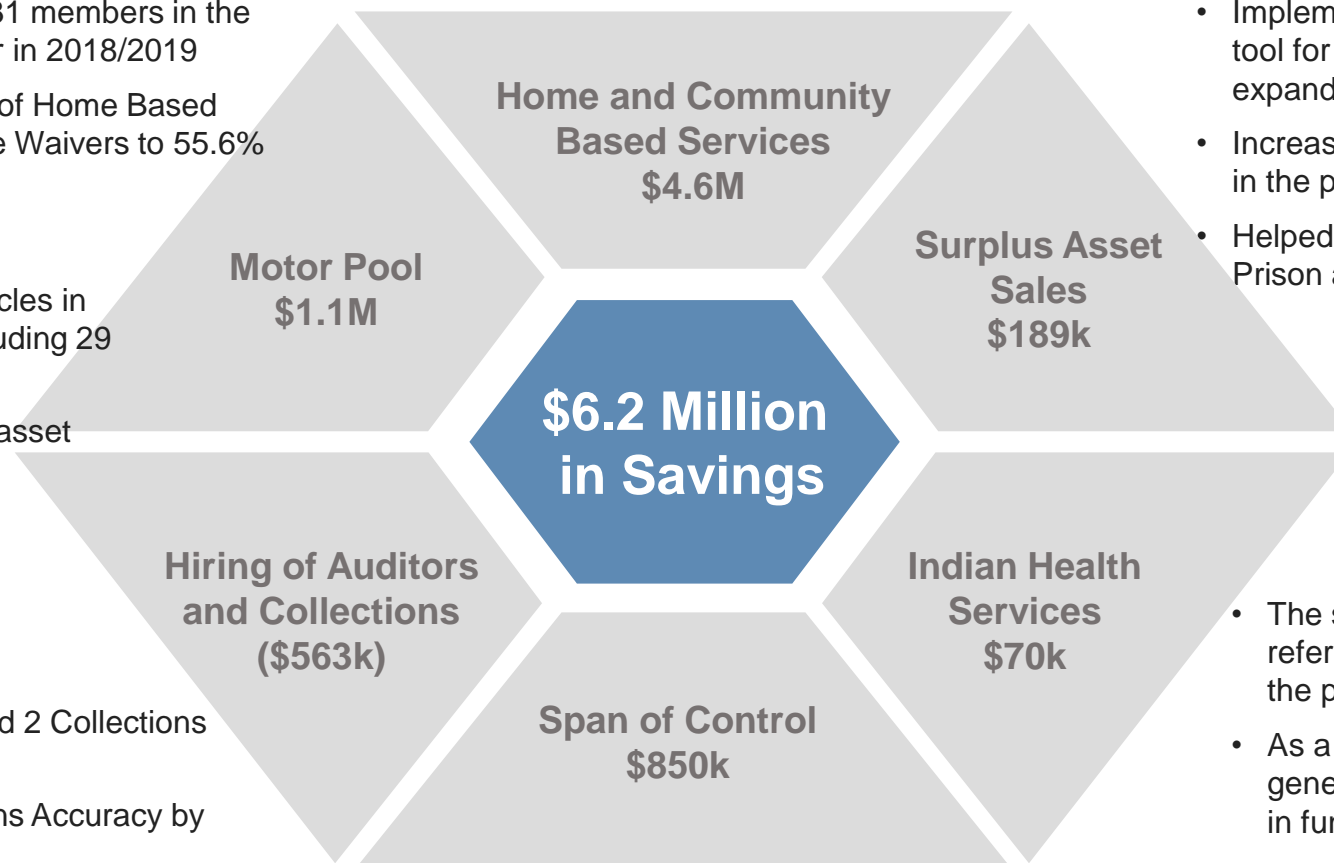 31 members in the
in 2018/2019
of Home Based
Waivers to 55.6%
Home and Community
Based Services
$4.6M
• Implem
tool for
expand
• Increas
in the p
• Helped
Prison a
Motor Pool
$1.1M
Surplus Asset
Sales
$189k
cles in
uding 29
asset
$6.2 Million
in Savings
Hiring of Auditors
and Collections
($563k)
Indian Health
Services
$70k
Span of Control
$850k
d 2 Collections
ns Accuracy by
• The s
refer
the p
• As a
gene
in fun